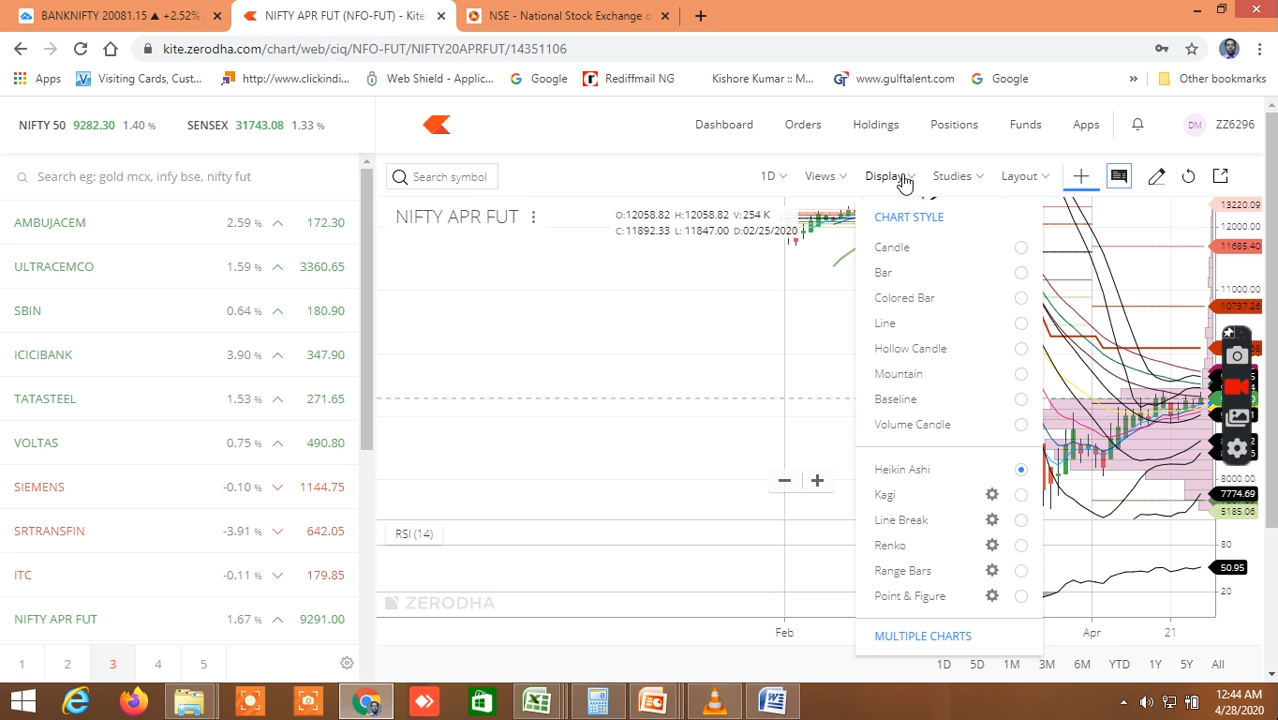 BANKNIFTY 20081.15 ▲ +2.52% ×
NIFTY APR FUT (NFO-FUT) - Kite ×
NSE - National Stock Exchange o ×
kite.zerodha.com/chart/web/ciq/NFO-FUT/NIFTY20APRFUT/14351106
Apps Visiting Cards, Cust... http://www.clickindi... Web Shield - Applic... Google Rediffmail NG Kishore Kumar :: M... www.gulftalent.com Google » Other bookmarks
NIFTY 50 9282.30 1.40 % SENSEX 31743.08 1.33 %
Dashboard Orders Holdings Positions Funds Apps DM ZZ6296
Search eg: gold mcx, infy bse, nifty fut
Search symbol 1D Views Display Studies Layout
AMBUJACEM 2.59 % 172.30
ULTRACEMCO 1.59 % 3360.65
SBIN 0.64 % 180.90
ICICIBANK 3.90 % 347.90
TATASTEEL 1.53 % 271.65
VOLTAS 0.75 % 490.80
SIEMENS -0.10 % 1144.75
SRTRANSFIN -3.91 % 642.05
ITC -0.11 % 179.85
NIFTY APR FUT 1.67 % 9291.00
1 2 3 4 5
NIFTY APR FUT
O:12058.82 H:12058.82 V:254 K
C:11892.33 L:11847.00 D:02/25/2020
CHART STYLE
Candle
Bar
Colored Bar
Line
Hollow Candle
Mountain
Baseline
Volume Candle
Heikin Ashi
Kagi
Line Break
Renko
Range Bars
Point & Figure
MULTIPLE CHARTS
13220.09
12000.00
11685.40
11000.00
10737.26
8000.00
7774.69
5185.06
RSI (14)
80
50.95
20
ZERODHA
Feb Apr 21
1D 5D 1M 3M 6M YTD 1Y 5Y All
12:44 AM
4/28/2020